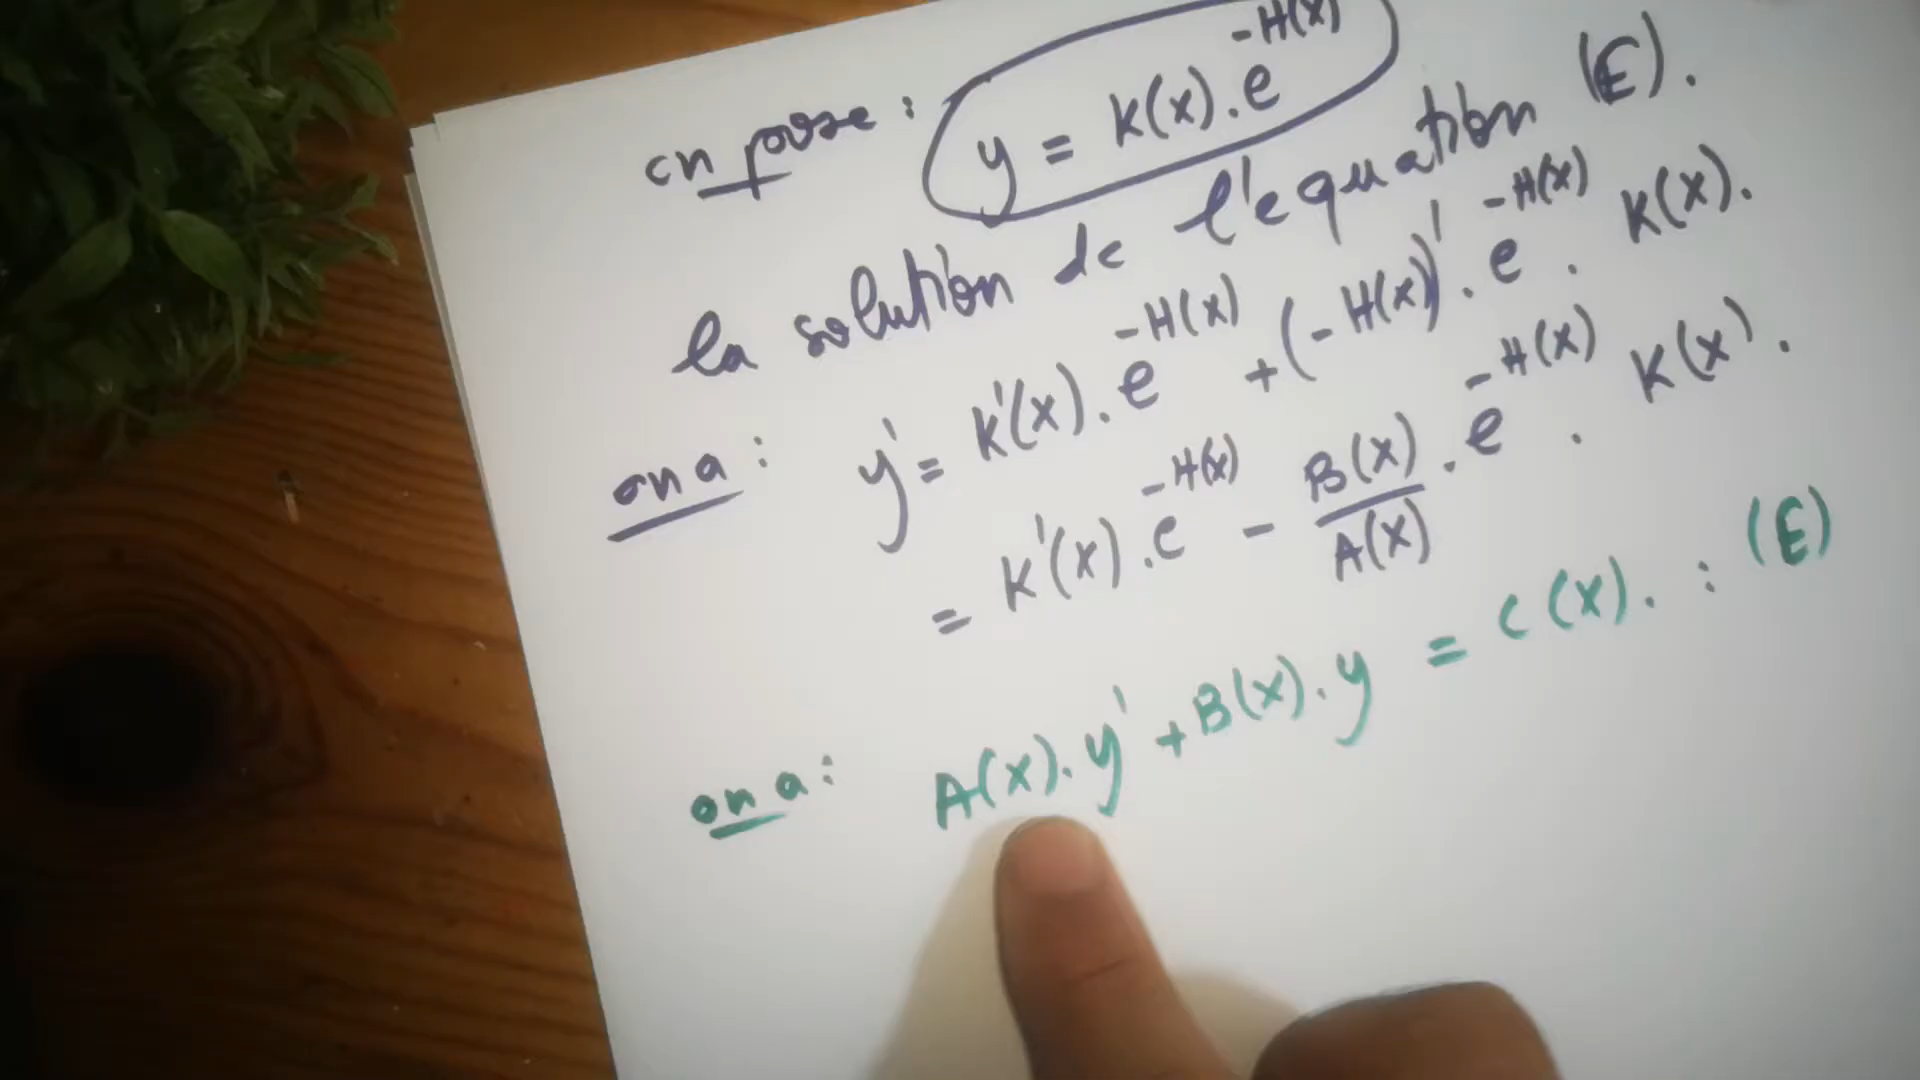 on pose : y = K(x).e^-H(x)
la solution de l'equation (E).
on a : y' = K'(x).e^-H(x) + (-H(x))'.e^-H(x) . K(x).
= K'(x).e^-H(x) - B(x)/A(x) . e^-H(x) . K(x).
on a : A(x).y' + B(x).y = C(x). : (E)